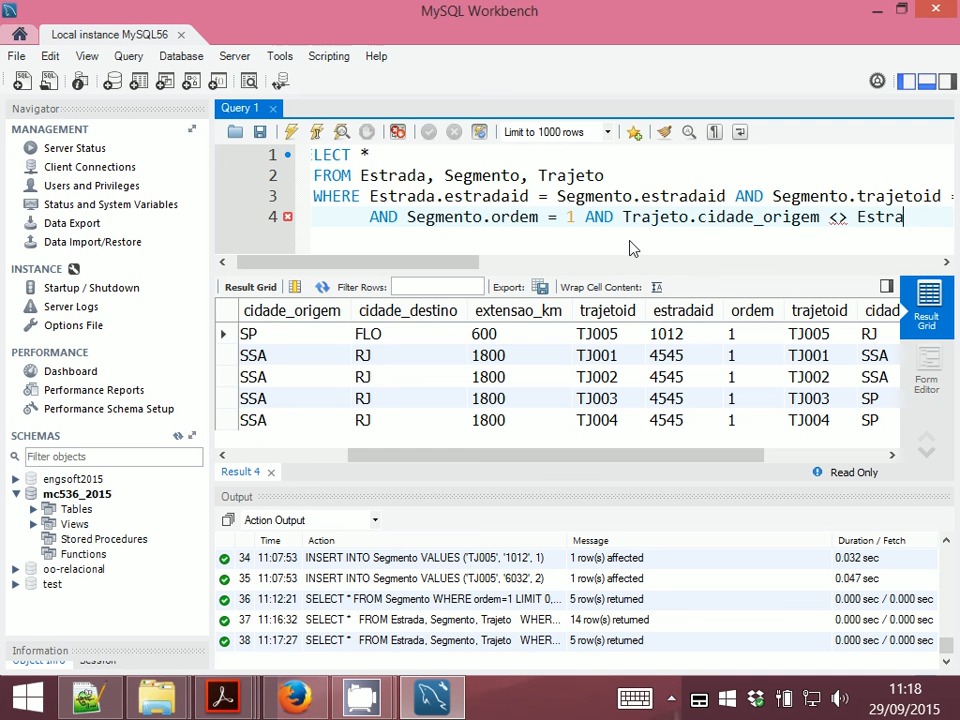 MySQL Workbench
Local instance MySQL56
File Edit View Query Database Server Tools Scripting Help
Navigator
MANAGEMENT
Server Status
Client Connections
Users and Privileges
Status and System Variables
Data Export
Data Import/Restore
INSTANCE
Startup / Shutdown
Server Logs
Options File
PERFORMANCE
Dashboard
Performance Reports
Performance Schema Setup
SCHEMAS
Filter objects
engsoft2015
mc536_2015
Tables
Views
Stored Procedures
Functions
oo-relacional
test
Information
Object Info Session
Query 1
Limit to 1000 rows
1 LECT *
2 FROM Estrada, Segmento, Trajeto
3 WHERE Estrada.estradaid = Segmento.estradaid AND Segmento.trajetoid =
4 AND Segmento.ordem = 1 AND Trajeto.cidade_origem <> Estra
Result Grid Filter Rows: Export: Wrap Cell Content:
cidade_origem cidade_destino extensao_km trajetoid estradaid ordem trajetoid cidad
SP FLO 600 TJ005 1012 1 TJ005 RJ
SSA RJ 1800 TJ001 4545 1 TJ001 SSA
SSA RJ 1800 TJ002 4545 1 TJ002 SSA
SSA RJ 1800 TJ003 4545 1 TJ003 SP
SSA RJ 1800 TJ004 4545 1 TJ004 SP
Result
Grid
Form
Editor
Result 4
Read Only
Output
Action Output
Time Action Message Duration / Fetch
34 11:07:53 INSERT INTO Segmento VALUES ('TJ005', '1012', 1) 1 row(s) affected 0.032 sec
35 11:07:53 INSERT INTO Segmento VALUES ('TJ005', '6032', 2) 1 row(s) affected 0.047 sec
36 11:12:21 SELECT * FROM Segmento WHERE ordem=1 LIMIT 0,... 5 row(s) returned 0.000 sec / 0.000 sec
37 11:16:32 SELECT * FROM Estrada, Segmento, Trajeto WHER... 14 row(s) returned 0.000 sec / 0.000 sec
38 11:17:27 SELECT * FROM Estrada, Segmento, Trajeto WHER... 5 row(s) returned 0.000 sec / 0.000 sec
11:18
29/09/2015